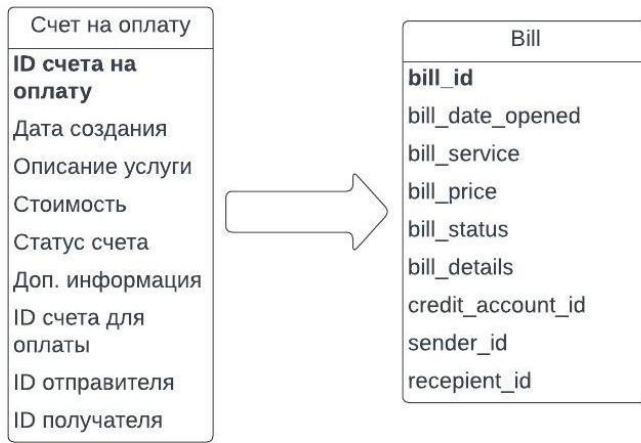 Счет на оплату
ID счета на
оплату
Дата создания
Описание услуги
Стоимость
Статус счета
Доп. информация
ID счета для
оплаты
ID отправителя
ID получателя
Bill
bill_id
bill_date_opened
bill_service
bill_price
bill_status
bill_details
credit_account_id
sender_id
recepient_id